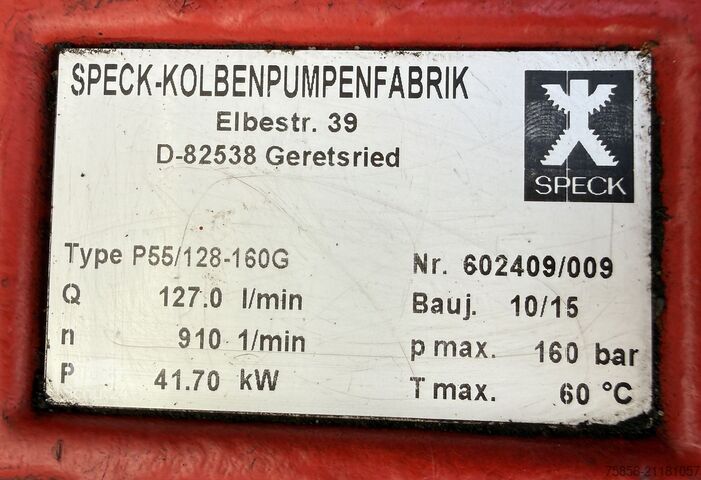 SPECK-KOLBENPUMPENFABRIK
Elbestr. 39
D-82538 Geretsried
SPECK
Type P55/128-160G
Nr. 602409/009
Q 127.0 l/min
Bauj. 10/15
n 910 1/min
p max. 160 bar
P 41.70 kW
T max. 60 °C
75858-21181057